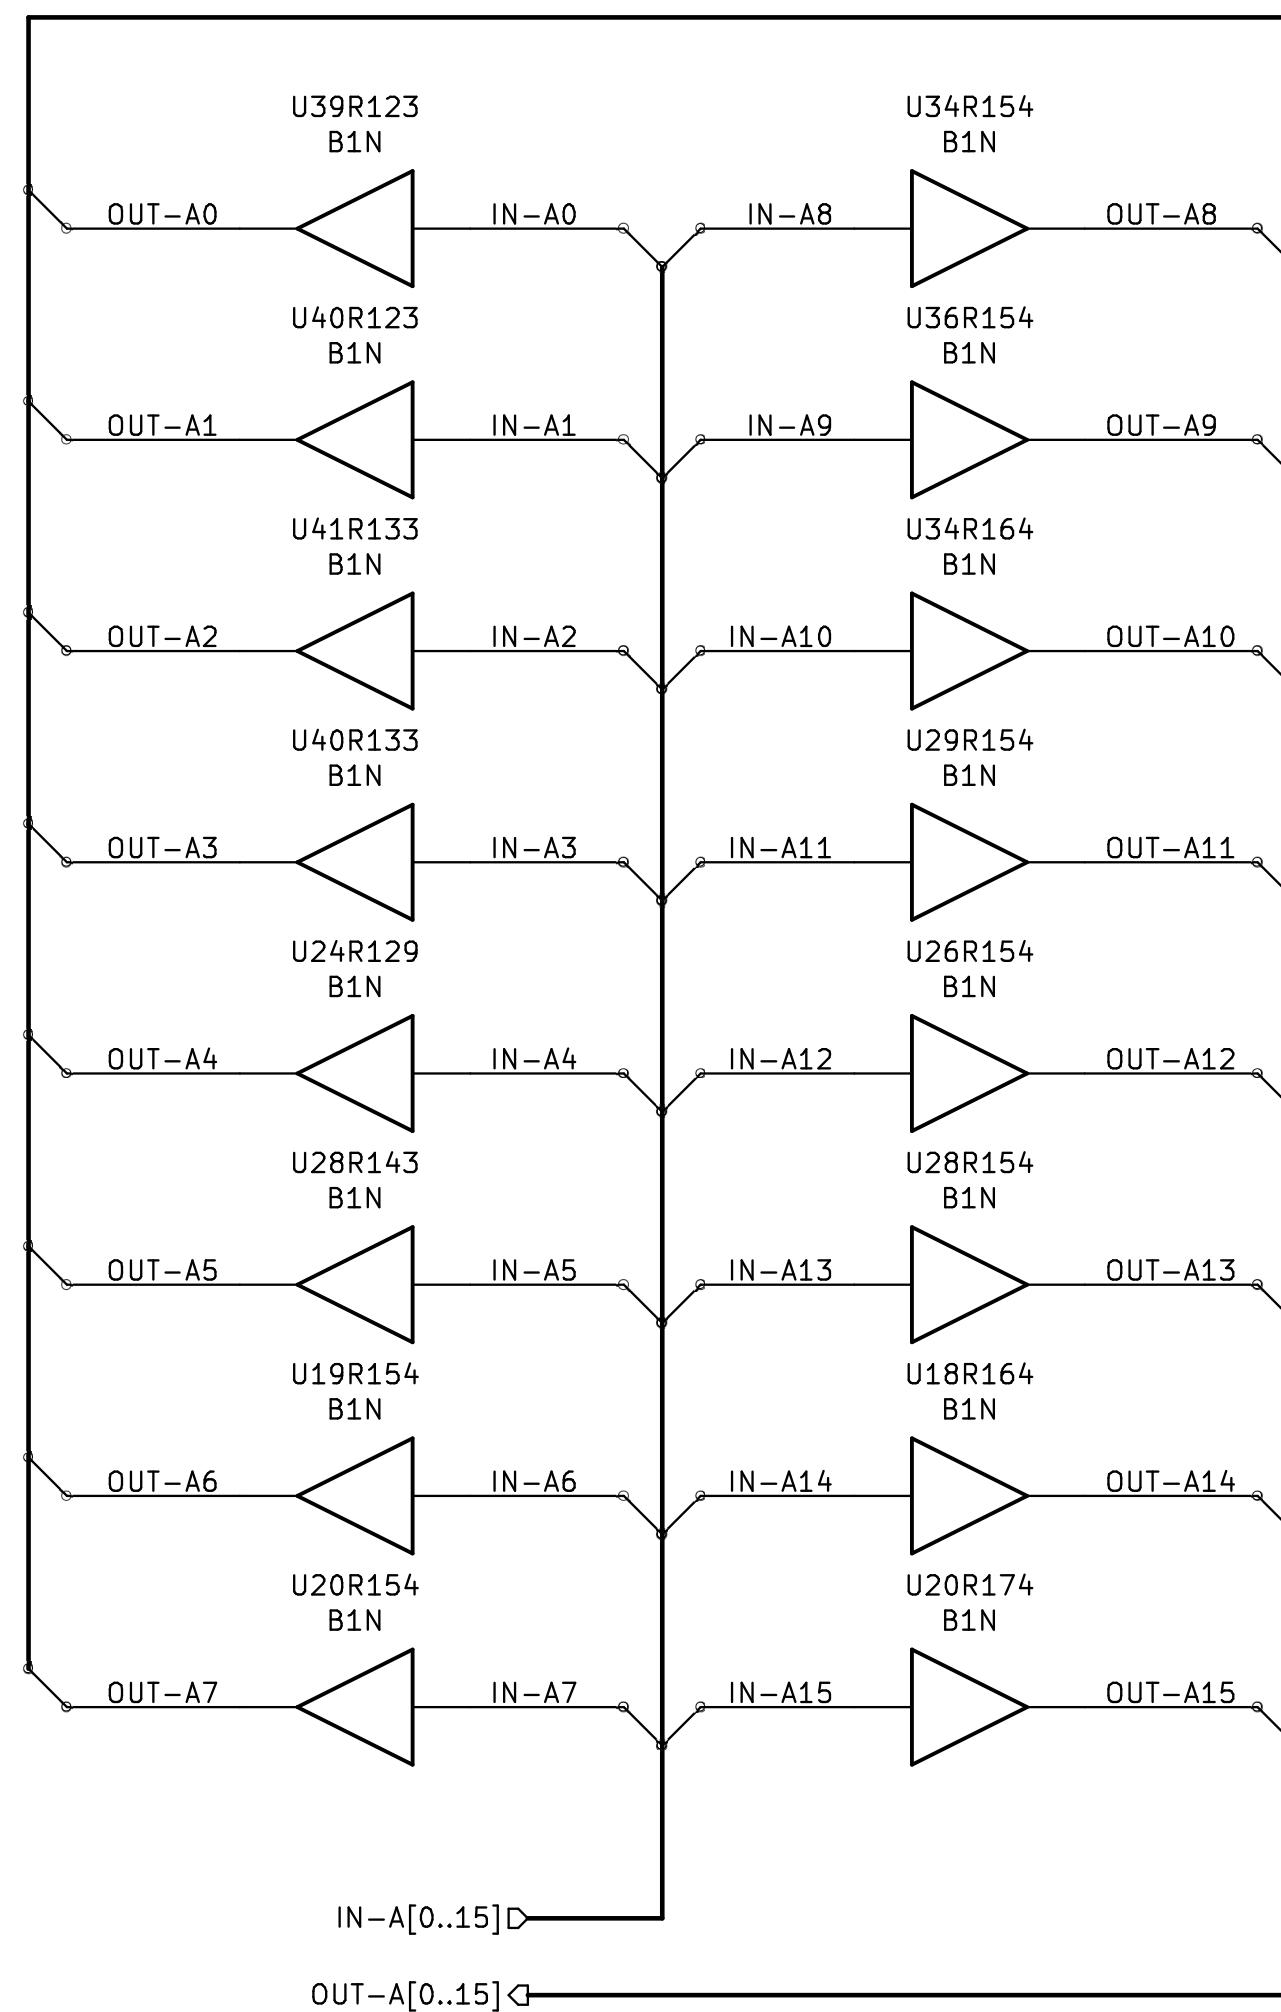 U39R123
B1N
OUT-A0
IN-A0
U34R154
B1N
IN-A8
OUT-A8
U40R123
B1N
OUT-A1
IN-A1
U36R154
B1N
IN-A9
OUT-A9
U41R133
B1N
OUT-A2
IN-A2
U34R164
B1N
IN-A10
OUT-A10
U40R133
B1N
OUT-A3
IN-A3
U29R154
B1N
IN-A11
OUT-A11
U24R129
B1N
OUT-A4
IN-A4
U26R154
B1N
IN-A12
OUT-A12
U28R143
B1N
OUT-A5
IN-A5
U28R154
B1N
IN-A13
OUT-A13
U19R154
B1N
OUT-A6
IN-A6
U18R164
B1N
IN-A14
OUT-A14
U20R154
B1N
OUT-A7
IN-A7
U20R174
B1N
IN-A15
OUT-A15
IN-A[0..15]
OUT-A[0..15]